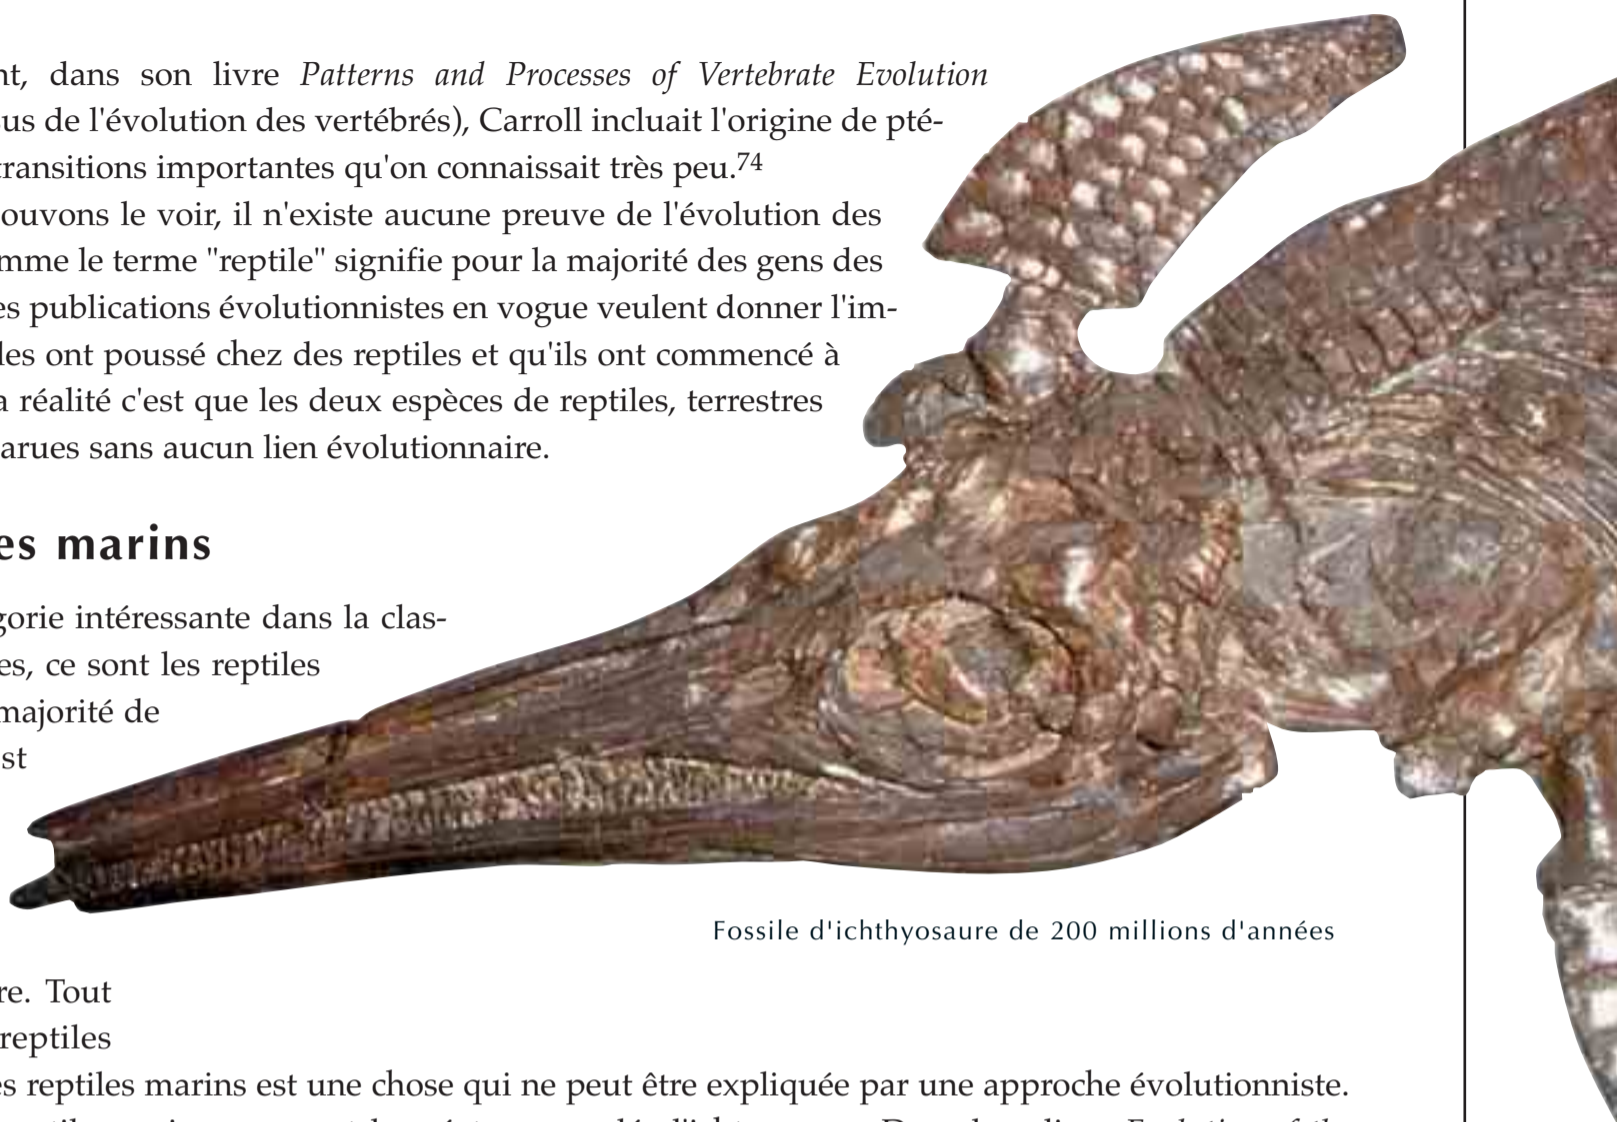 nt, dans son livre Patterns and Processes of Vertebrate Evolution
sus de l'évolution des vertébrés), Carroll incluait l'origine de pté-
transitions importantes qu'on connaissait très peu.74
ouvons le voir, il n'existe aucune preuve de l'évolution des
mme le terme "reptile" signifie pour la majorité des gens des
es publications évolutionnistes en vogue veulent donner l'im-
les ont poussé chez des reptiles et qu'ils ont commencé à
a réalité c'est que les deux espèces de reptiles, terrestres
arues sans aucun lien évolutionnaire.
es marins
gorie intéressante dans la clas-
es, ce sont les reptiles
majorité de
st
Fossile d'ichthyosaure de 200 millions d'années
re. Tout
reptiles
es reptiles marins est une chose qui ne peut être expliquée par une approche évolutionniste.